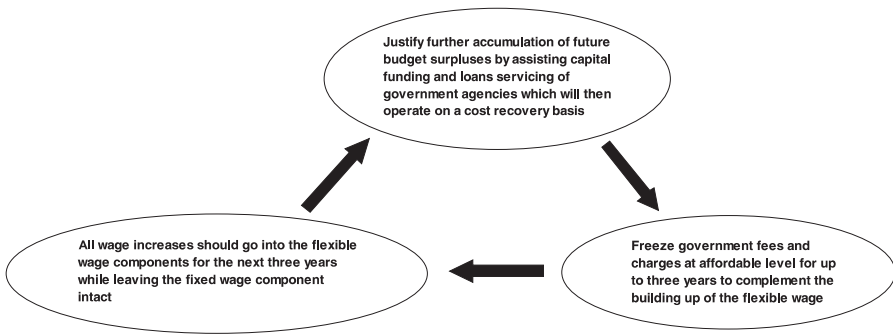 Justify further accumulation of future
budget surpluses by assisting capital
funding and loans servicing of
government agencies which will then
operate on a cost recovery basis
All wage increases should go into the flexible
wage components for the next three years
while leaving the fixed wage component
intact
Freeze government fees and
charges at affordable level for up
to three years to complement the
building up of the flexible wage